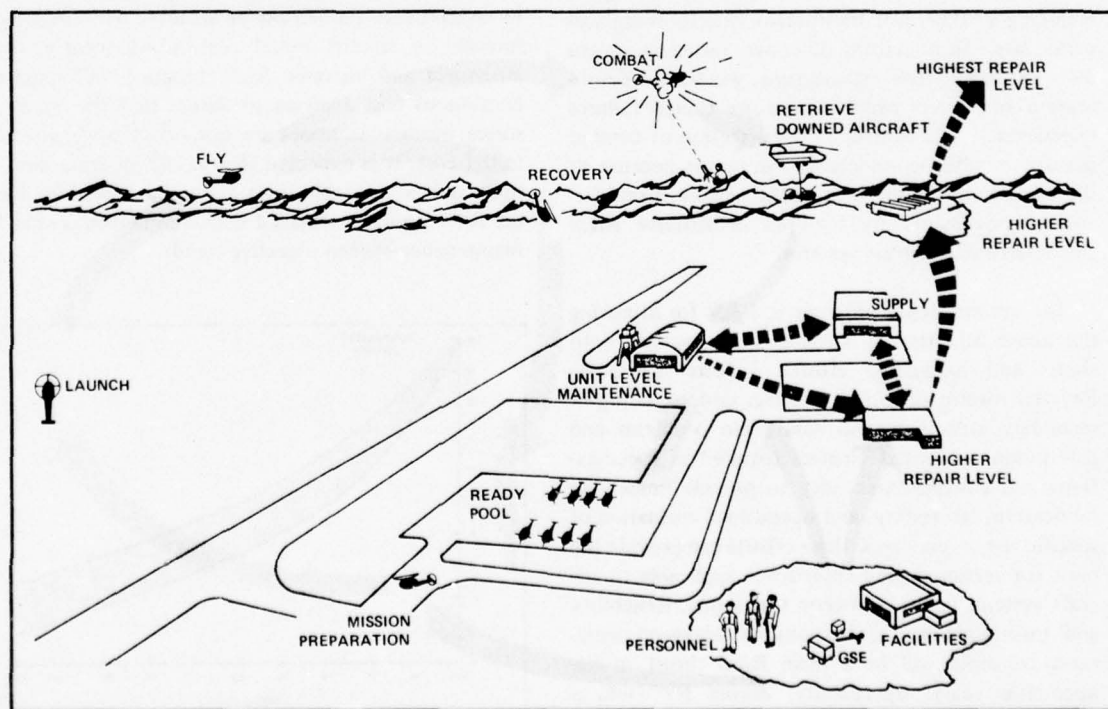 COMBAT
HIGHEST REPAIR
LEVEL
RETRIEVE
DOWNED AIRCRAFT
FLY
RECOVERY
HIGHER
REPAIR LEVEL
SUPPLY
LAUNCH
UNIT LEVEL
MAINTENANCE
HIGHER
REPAIR LEVEL
READY
POOL
MISSION
PREPARATION
PERSONNEL
GSE
FACILITIES